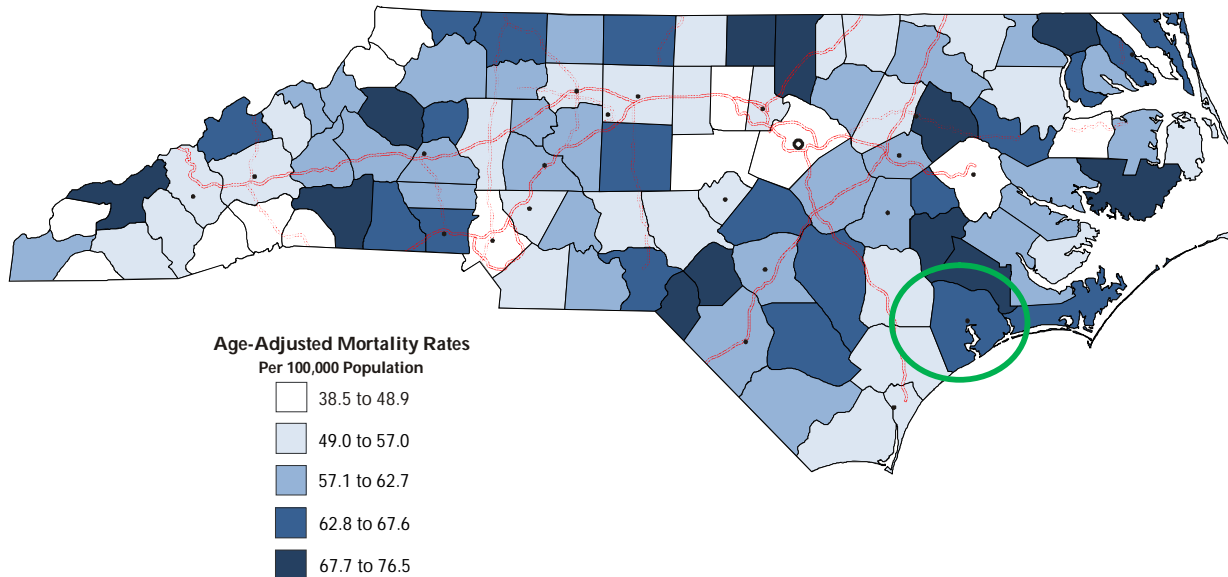 Age-Adjusted Mortality Rates
Per 100,000 Population
38.5 to 48.9
49.0 to 57.0
57.1 to 62.7
62.8 to 67.6
67.7 to 76.5